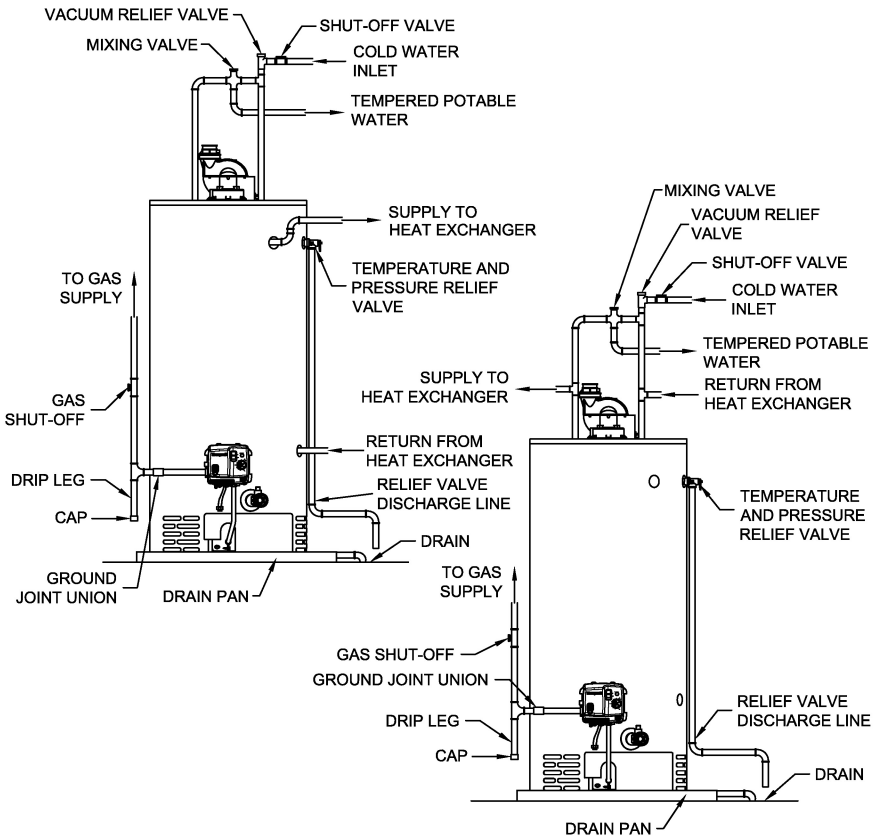 VACUUM RELIEF VALVE
SHUT-OFF VALVE
MIXING VALVE
COLD WATER
INLET
TEMPERED POTABLE
WATER
SUPPLY TO
HEAT EXCHANGER
TO GAS
SUPPLY
TEMPERATURE AND
PRESSURE RELIEF
VALVE
GAS
SHUT-OFF
RETURN FROM
HEAT EXCHANGER
DRIP LEG
RELIEF VALVE
DISCHARGE LINE
CAP
DRAIN
GROUND
JOINT UNION
DRAIN PAN
MIXING VALVE
VACUUM RELIEF
VALVE
SHUT-OFF VALVE
COLD WATER
INLET
TEMPERED POTABLE
WATER
SUPPLY TO
HEAT EXCHANGER
RETURN FROM
HEAT EXCHANGER
TEMPERATURE
AND PRESSURE
RELIEF VALVE
TO GAS
SUPPLY
GAS SHUT-OFF
GROUND JOINT UNION
DRIP LEG
RELIEF VALVE
DISCHARGE LINE
CAP
DRAIN
DRAIN PAN